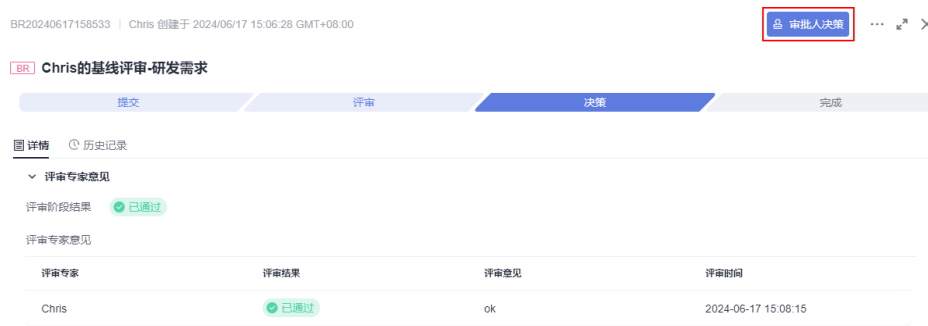 BR20240617158533 | Chris 创建于 2024/06/17 15:06:28 GMT+08:00 审批人决策 ...
BR Chris的基线评审-研发需求
提交 评审 决策 完成
详情 历史记录
评审专家意见
评审阶段结果 已通过
评审专家意见
评审专家 评审结果 评审意见 评审时间
Chris 已通过 ok 2024-06-17 15:08:15